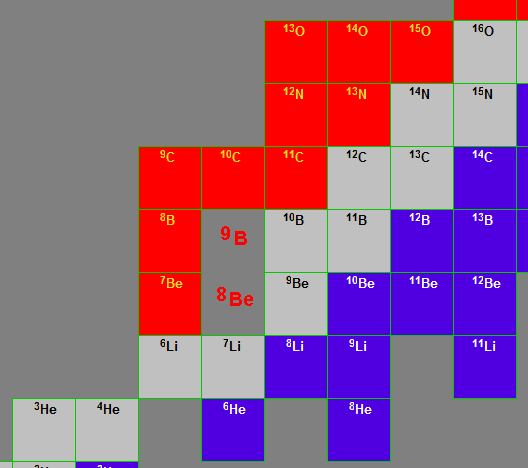 13O 14O 15O 16O
12N 13N 14N 15N
9C 10C 11C 12C 13C 14C
8B 9B 10B 11B 12B 13B
7Be 8Be 9Be 10Be 11Be 12Be
6Li 7Li 8Li 9Li 11Li
3He 4He 6He 8He